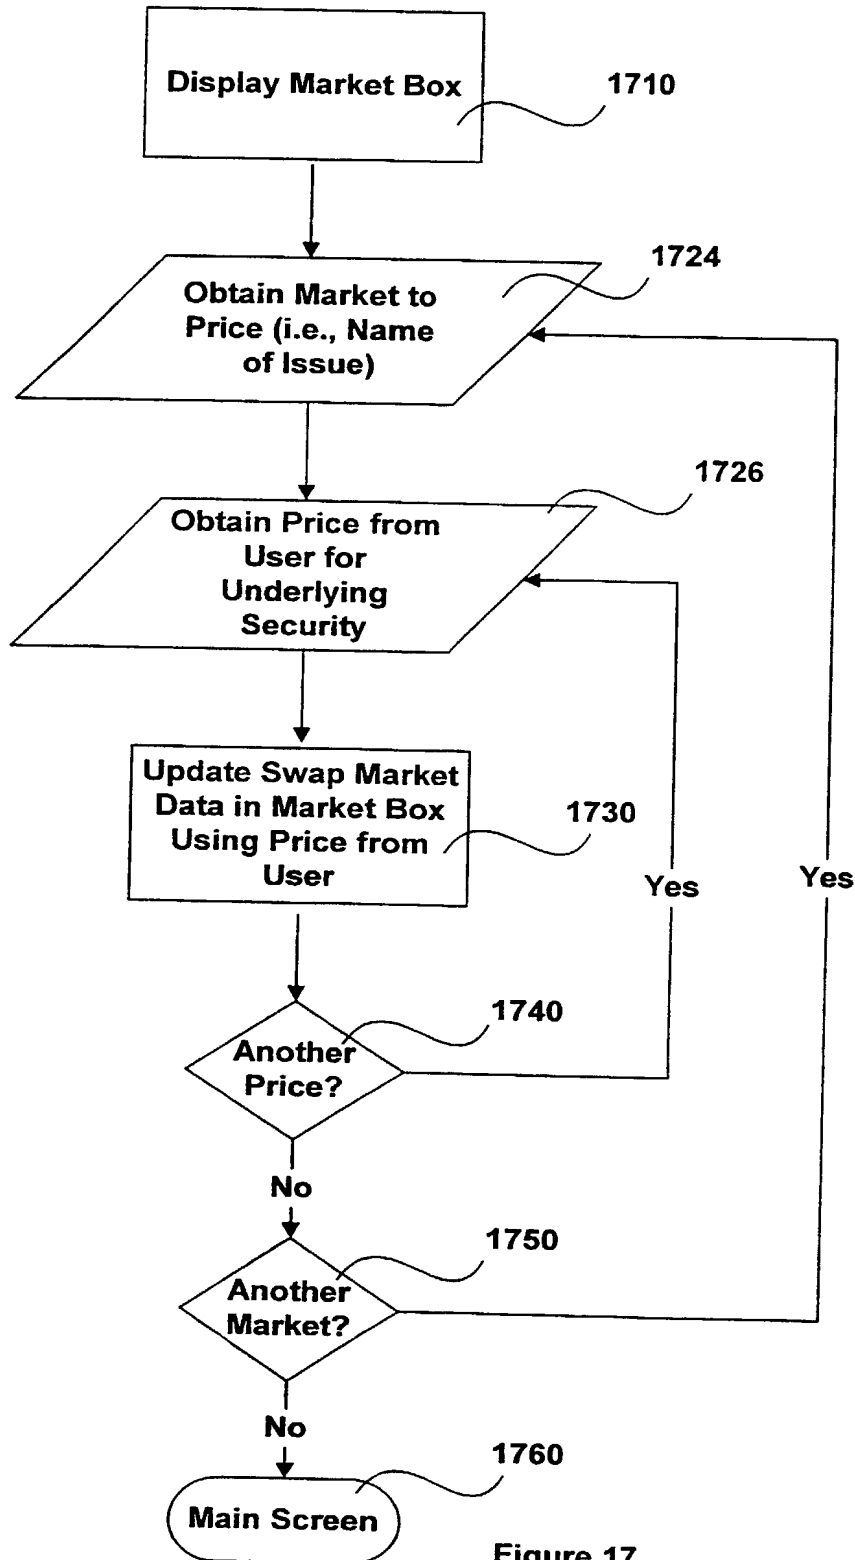 Display Market Box
1710
1724
Obtain Market to
Price (i.e., Name
of Issue)
1726
Obtain Price from
User for
Underlying
Security
Update Swap Market
Data in Market Box
Using Price from
User
1730
Yes
Yes
1740
Another
Price?
No
1750
Another
Market?
No
1760
Main Screen
Figure 17